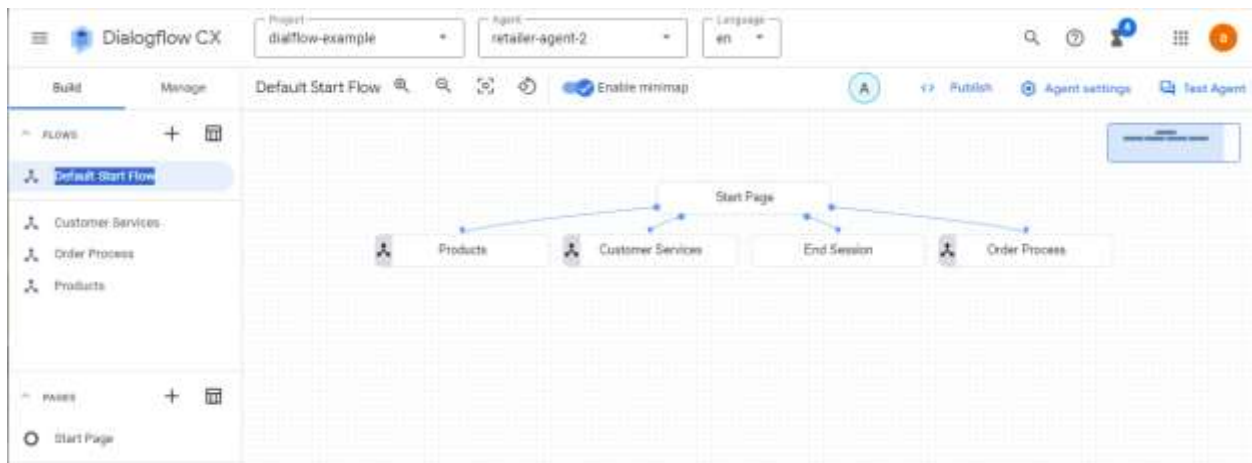 Project Agent Language
Dialogflow CX dialflow-example retailer-agent-2 en
Build Manage Default Start Flow Enable minimap A Publish Agent settings Test Agent
FLOWS
Default Start Flow
Start Page
Customer Services
Products Customer Services End Session Order Process
Order Process
Products
PAGES
Start Page